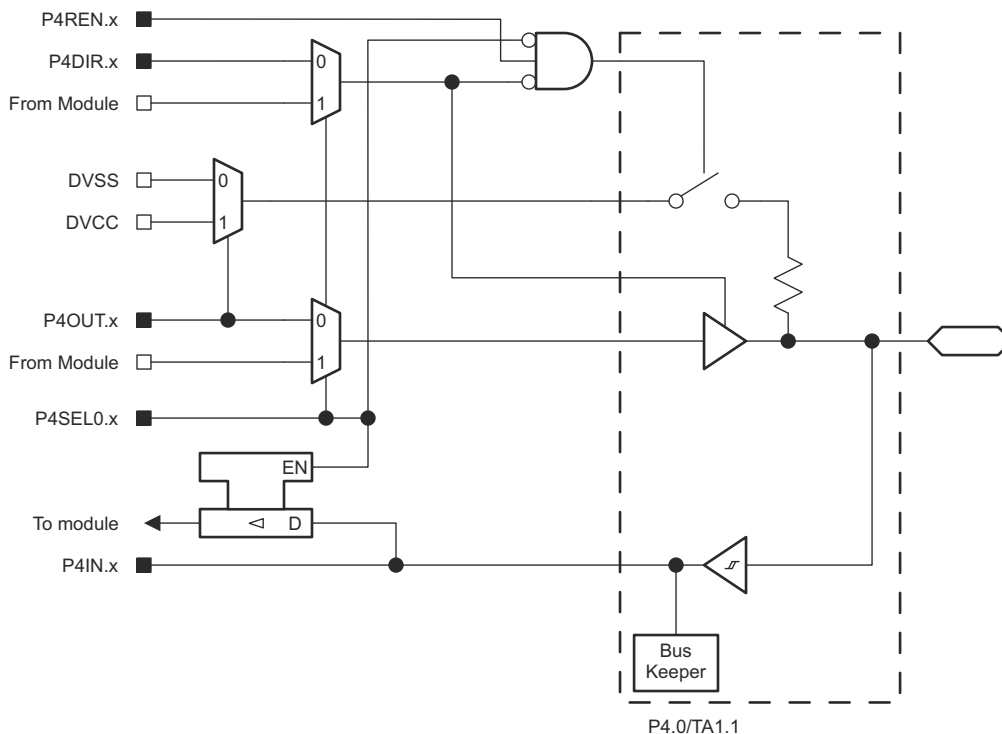 P4REN.x
P4DIR.x
0
From Module
1
DVSS
0
DVCC
1
P4OUT.x
0
From Module
1
P4SEL0.x
EN
To module
D
P4IN.x
Bus
Keeper
P4.0/TA1.1